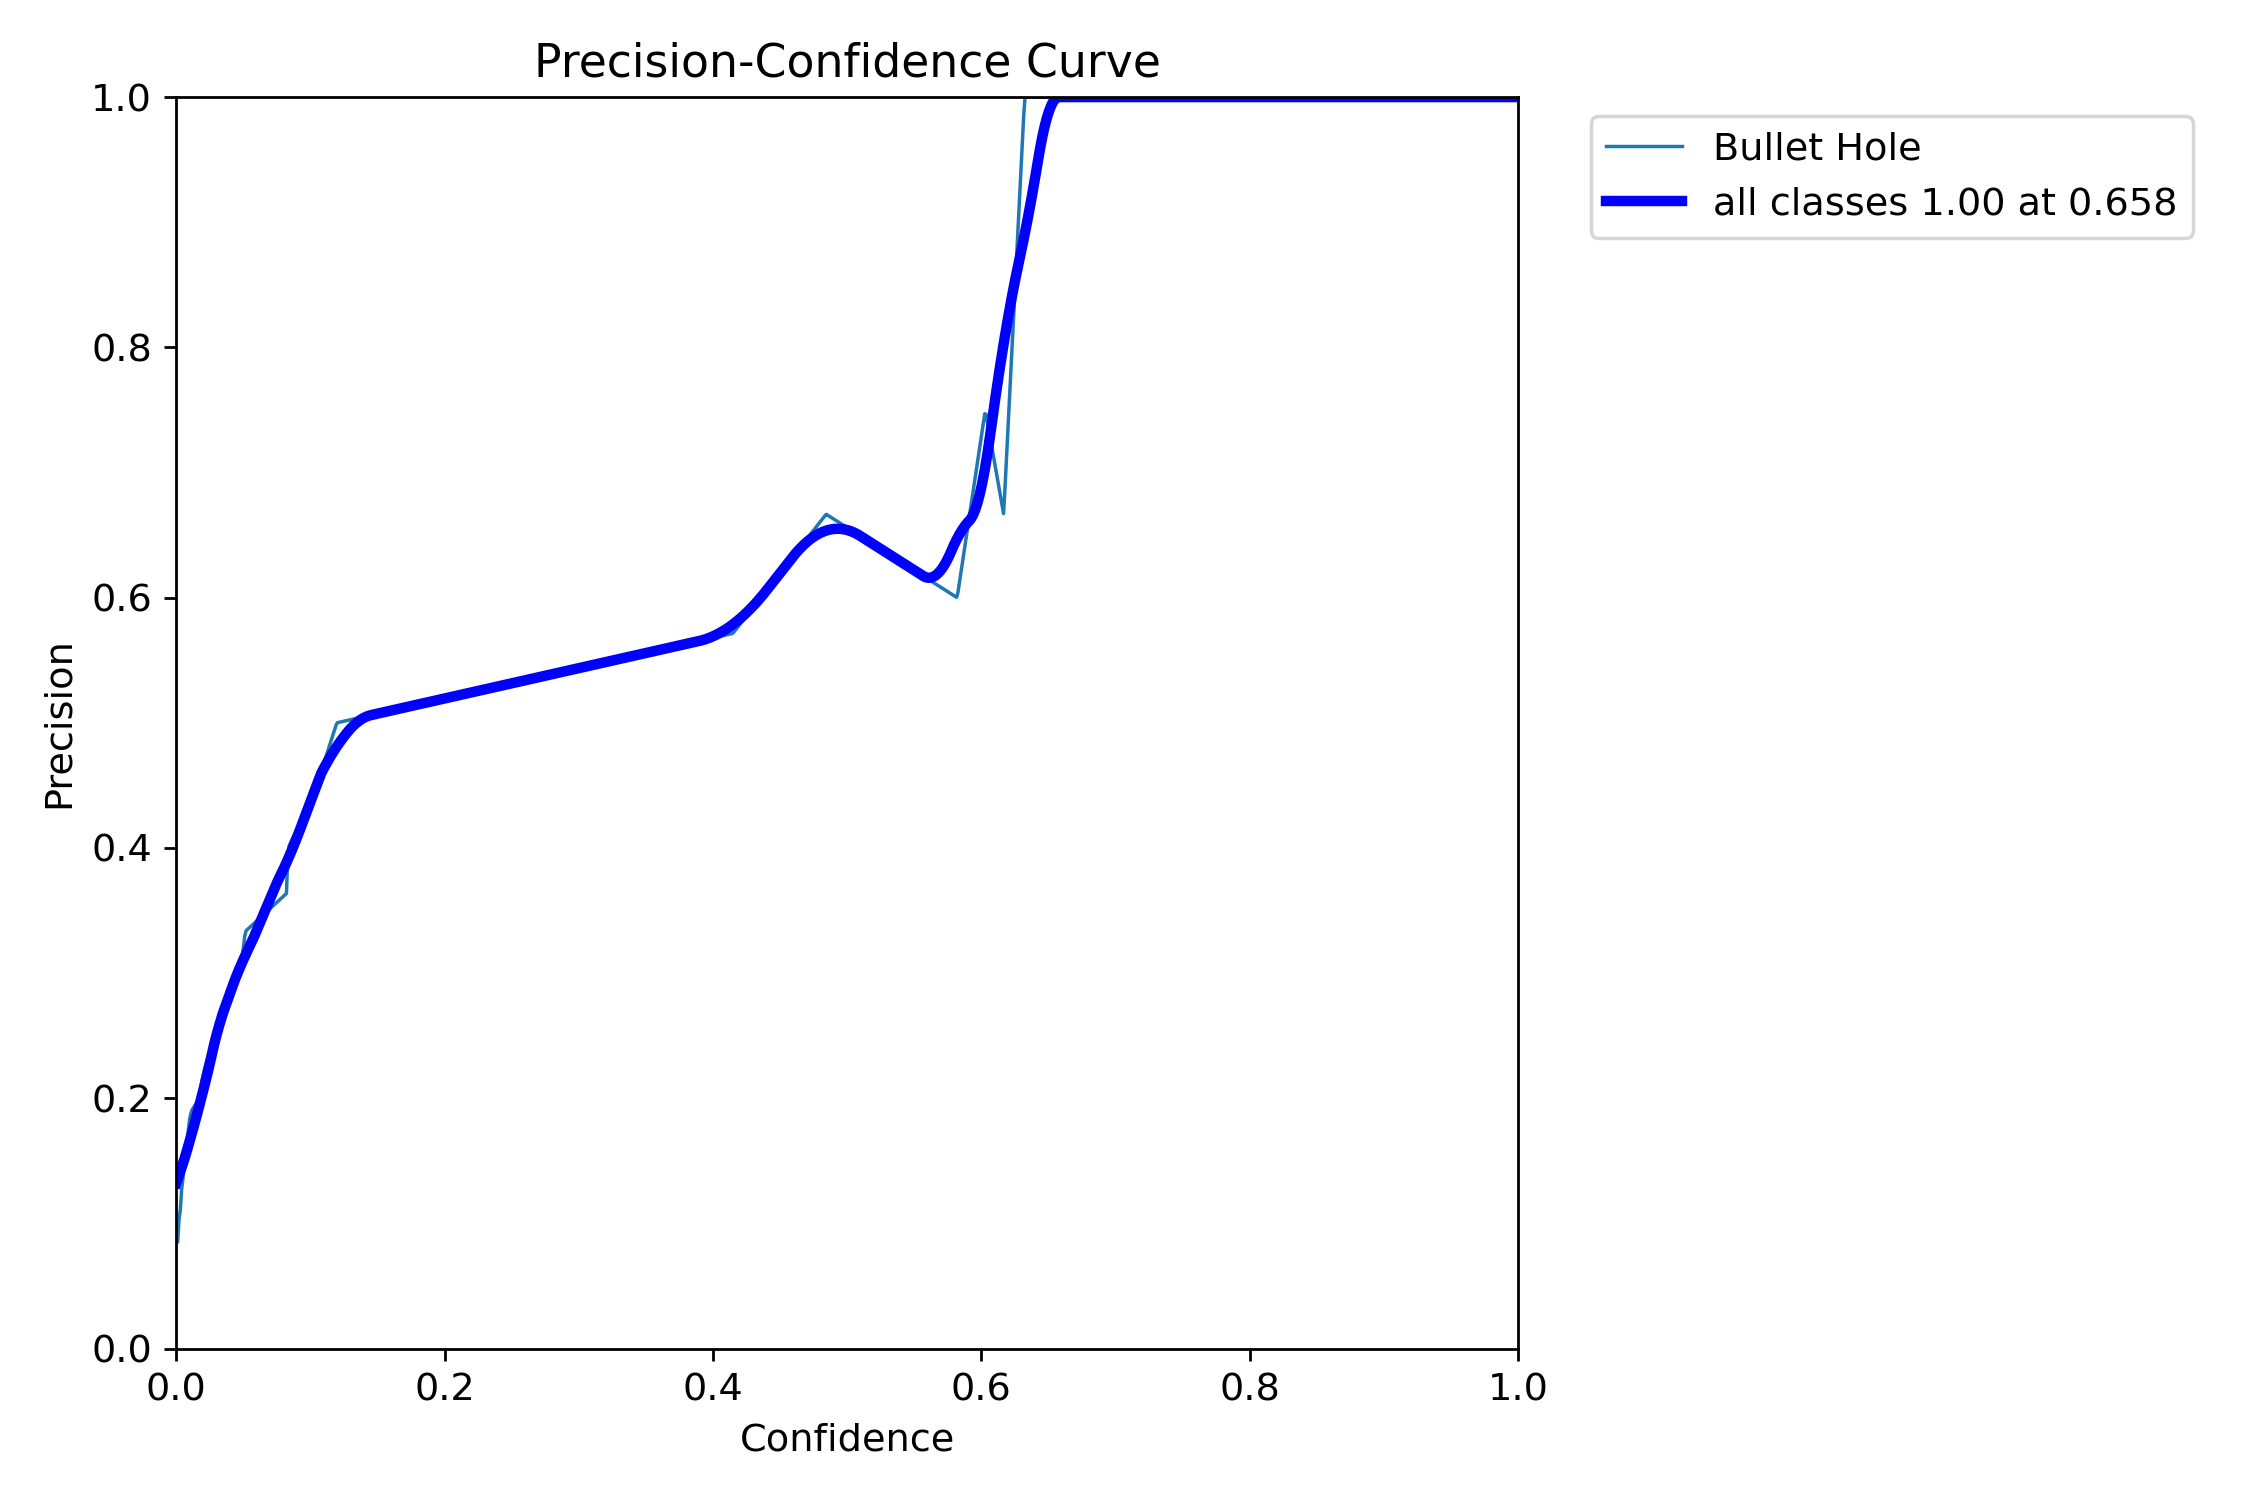 Precision-Confidence Curve
1.0
0.8
0.6
0.4
0.2
0.0
Precision
0.0 0.2 0.4 0.6 0.8 1.0
Confidence
Bullet Hole
all classes 1.00 at 0.658